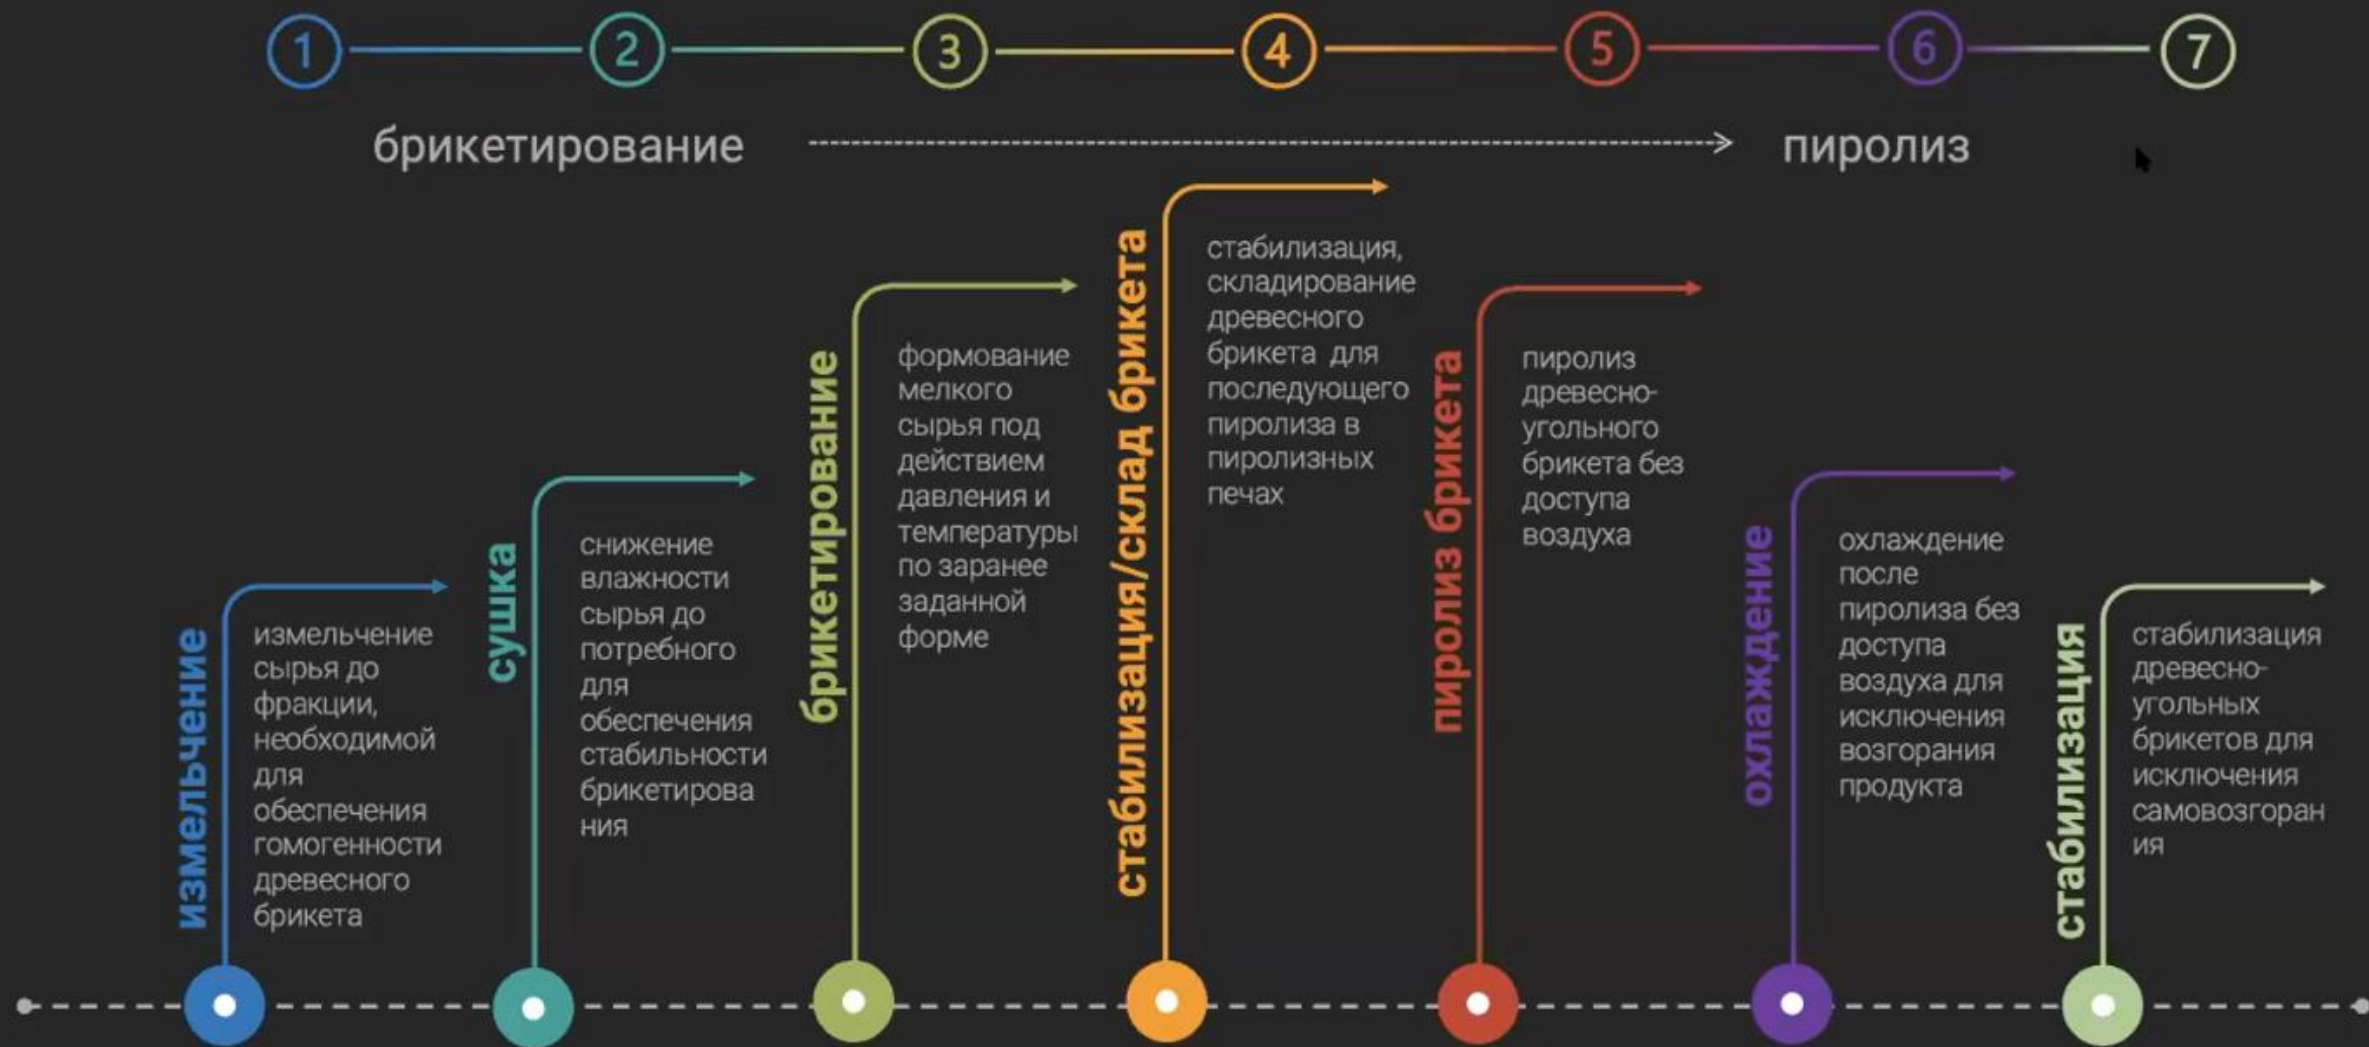 1 2 3 4 5 6 7
брикетирование пиролиз
измельчение
измельчение
сырья до
фракции,
необходимой
для
обеспечения
гомогенности
древесного
брикета
сушка
снижение
влажности
сырья до
потребного
для
обеспечения
стабильности
брикетирова
ния
брикетирование
формование
мелкого
сырья под
действием
давления и
температуры
по заранее
заданной
форме
стабилизация/склад брикета
стабилизация,
складирование
древесного
брикета для
последующего
пиролиза в
пиролизных
печах
пиролиз брикета
пиролиз
древесно-
угольного
брикета без
доступа
воздуха
охлаждение
охлаждение
после
пиролиза без
доступа
воздуха для
исключения
возгорания
продукта
стабилизация
стабилизация
древесно-
угольных
брикетов для
исключения
самовозгоран
ия